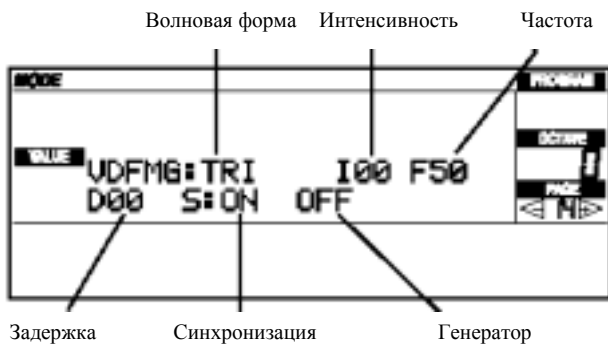 Волновая форма Интенсивность Частота
MODE PROGRAM
OCTAVE
VALUE VDFMG:TRI I00 F50
PAGE
D00 S:ON OFF
Задержка Синхронизация Генератор